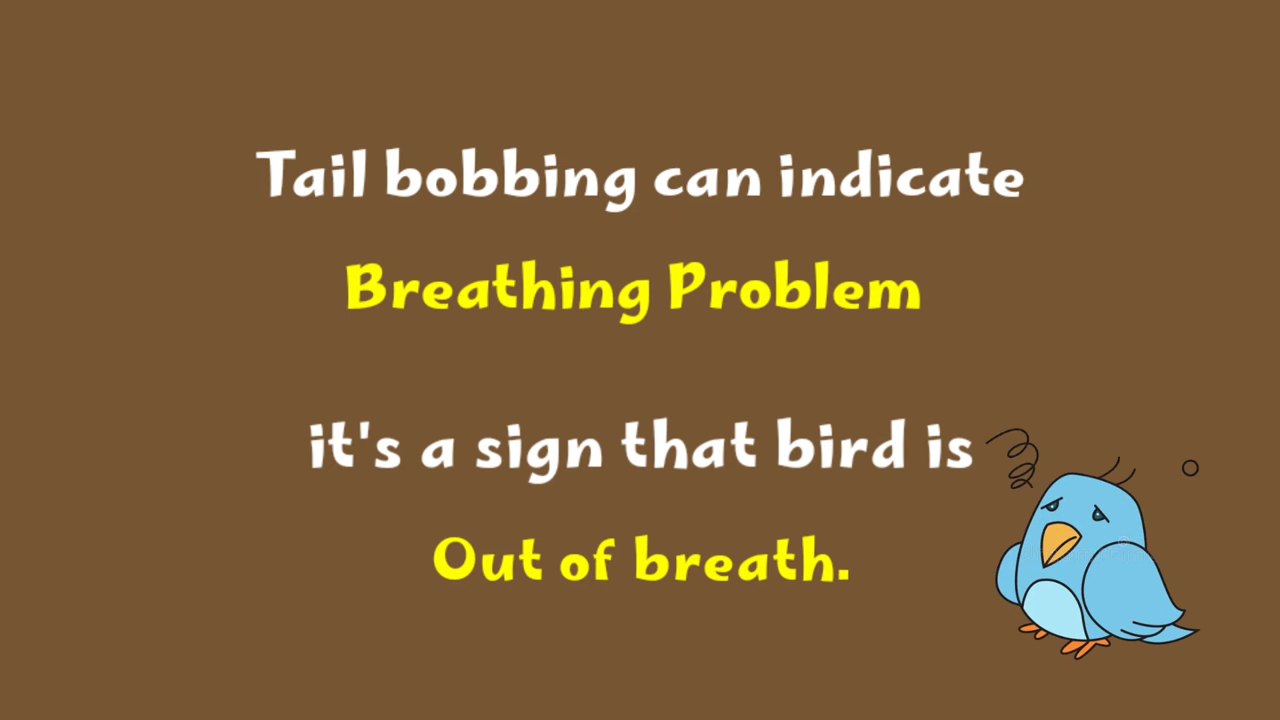 Tail bobbing can indicate
Breathing Problem
it's a sign that bird is
Out of breath.